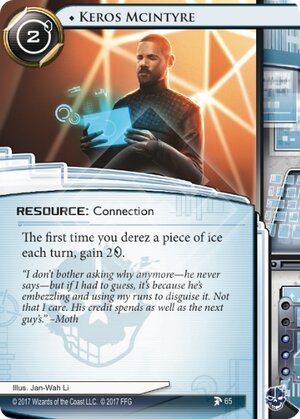 2
♦ Keros Mcintyre
RESOURCE: Connection
The first time you derez a piece of ice
each turn, gain 2.
"I don't bother asking why anymore—he never
says—but if I had to guess, it's because he's
embezzling and using my runs to disguise it. Not
that I care. His credit spends as well as the next
guy's." –Moth
Illus. Jan-Wah Li
© 2017 Wizards of the Coast LLC. © 2017 FFG
65